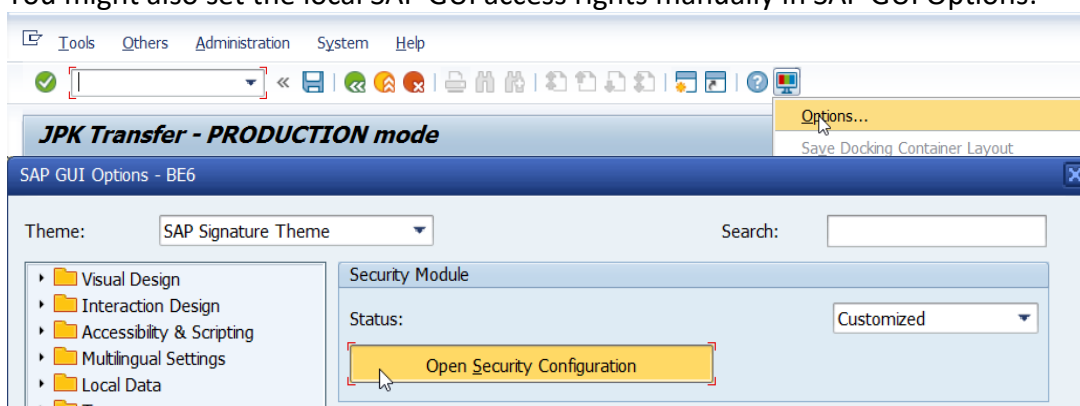 You might also set the local SAP GUI access rights manually in SAP GUI Options:
Tools Others Administration System Help
JPK Transfer - PRODUCTION mode
Options...
Save Docking Container Layout
SAP GUI Options - BE6
Theme: SAP Signature Theme Search:
Visual Design
Interaction Design
Accessibility & Scripting
Multilingual Settings
Local Data
Security Module
Status: Customized
Open Security Configuration